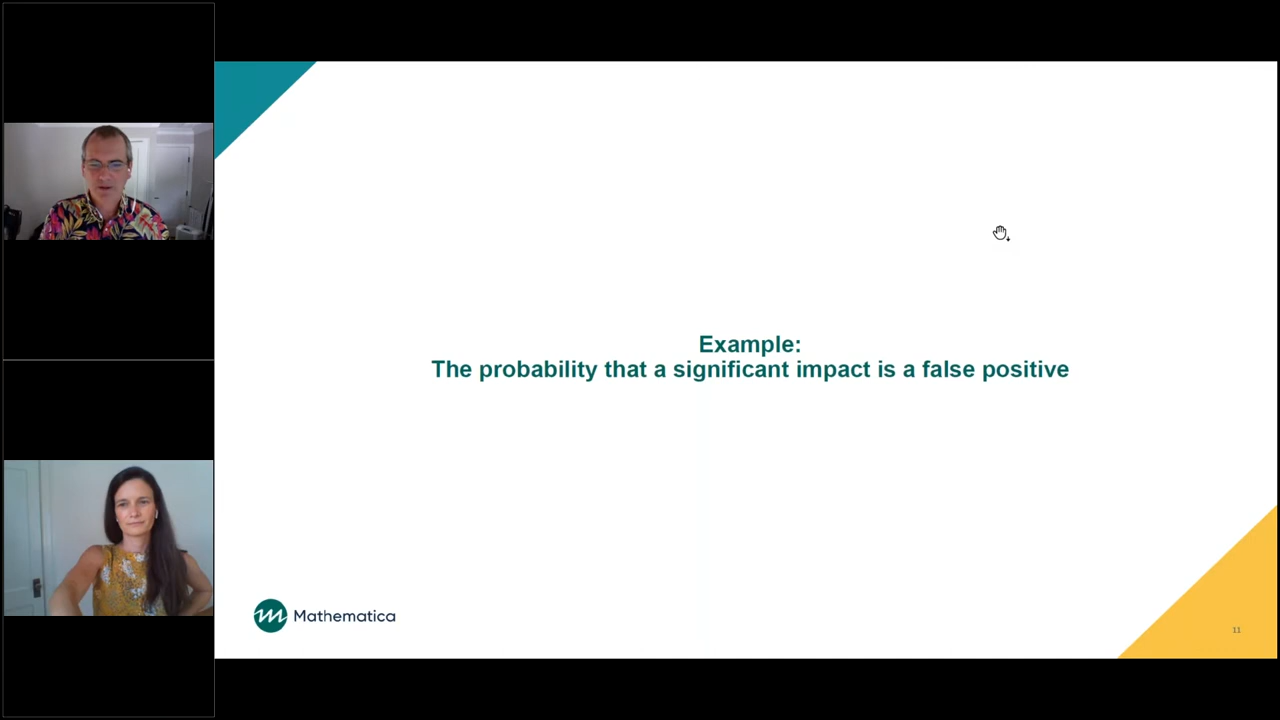 Example:
The probability that a significant impact is a false positive
Mathematica
11